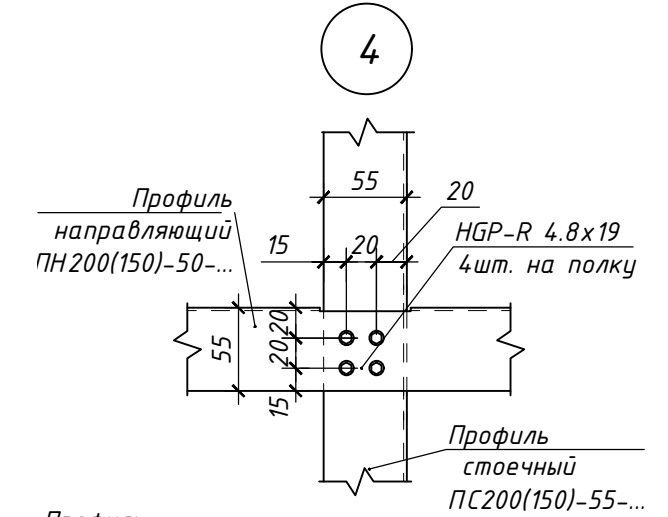 4
55
20
Профиль
направляющий
ПН200(150)-50-...
15
20
HGP-R 4.8x19
4шт. на полку
55
20
20
15
Профиль
стоечный
ПС200(150)-55-...